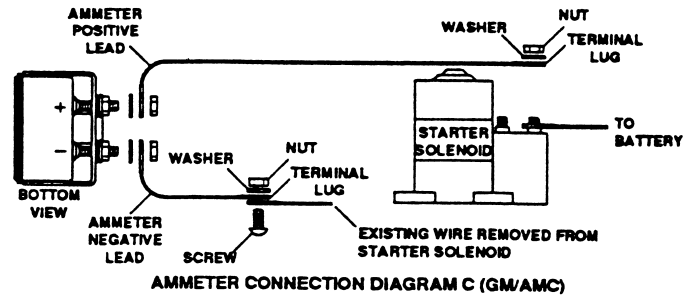 AMMETER
POSITIVE
LEAD
WASHER
NUT
TERMINAL
LUG
+
−
STARTER
SOLENOID
TO
BATTERY
BOTTOM
VIEW
WASHER
NUT
TERMINAL
LUG
AMMETER
NEGATIVE
LEAD
SCREW
EXISTING WIRE REMOVED FROM
STARTER SOLENOID
AMMETER CONNECTION DIAGRAM C (GM/AMC)